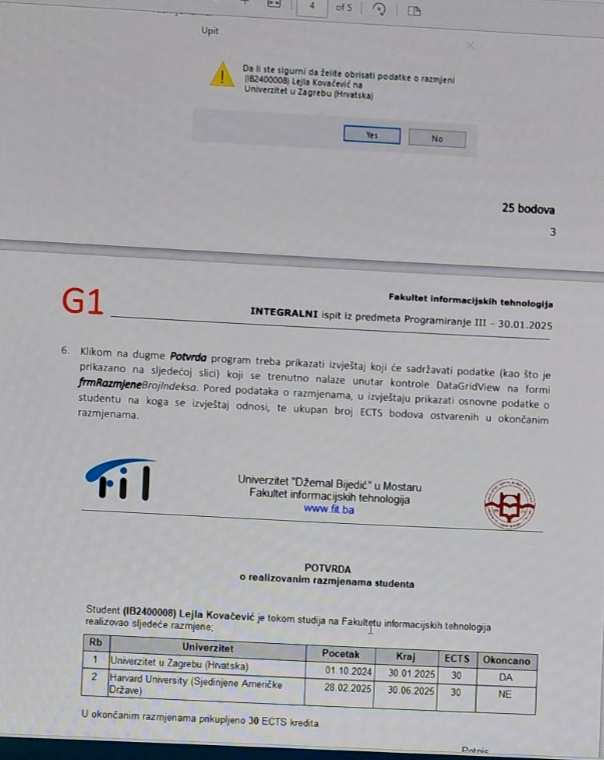 4 of 5
Upit
Da li ste sigurni da želite obrisati podatke o razmjeni
(IB2400008) Lejla Kovačević na
Univerzitet u Zagrebu (Hrvatska)
Yes No
25 bodova
3
G1
Fakultet informacijskih tehnologija
INTEGRALNI ispit iz predmeta Programiranje III - 30.01.2025
6. Klikom na dugme Potvrda program treba prikazati izvještaj koji će sadržavati podatke (kao što je
prikazano na sljedećoj slici) koji se trenutno nalaze unutar kontrole DataGridView na formi
frmRazmjeneBrojIndeksa. Pored podataka o razmjenama, u izvještaju prikazati osnovne podatke o
studentu na koga se izvještaj odnosi, te ukupan broj ECTS bodova ostvarenih u okončanim
razmjenama.
FIT
Univerzitet "Džemal Bijedić" u Mostaru
Fakultet informacijskih tehnologija
www.fit.ba
POTVRDA
o realizovanim razmjenama studenta
Student (IB2400008) Lejla Kovačević je tokom studija na Fakultetu informacijskih tehnologija
realizovao sljedeće razmjene;
Rb Univerzitet Pocetak Kraj ECTS Okoncano
1 Univerzitet u Zagrebu (Hrvatska) 01.10.2024 30.01.2025 30 DA
2 Harvard University (Sjedinjene Američke
Države) 28.02.2025 30.06.2025 30 NE
U okončanim razmjenama prikupljeno 30 ECTS kredita